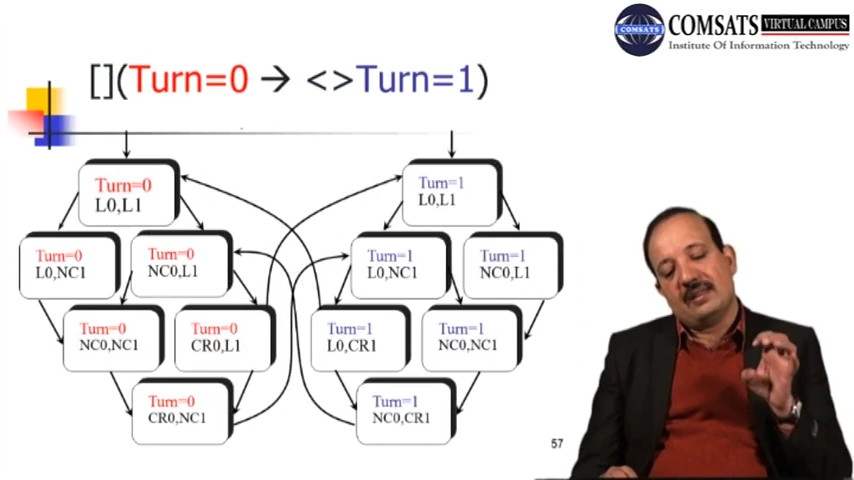 COMSATS VIRTUAL CAMPUS
Institute Of Information Technology
COMSATS
[](Turn=0 → <>Turn=1)
Turn=0
L0,L1
Turn=1
L0,L1
Turn=0
L0,NC1
Turn=0
NC0,L1
Turn=1
L0,NC1
Turn=1
NC0,L1
Turn=0
NC0,NC1
Turn=0
CR0,L1
Turn=1
L0,CR1
Turn=1
NC0,NC1
Turn=0
CR0,NC1
Turn=1
NC0,CR1
57